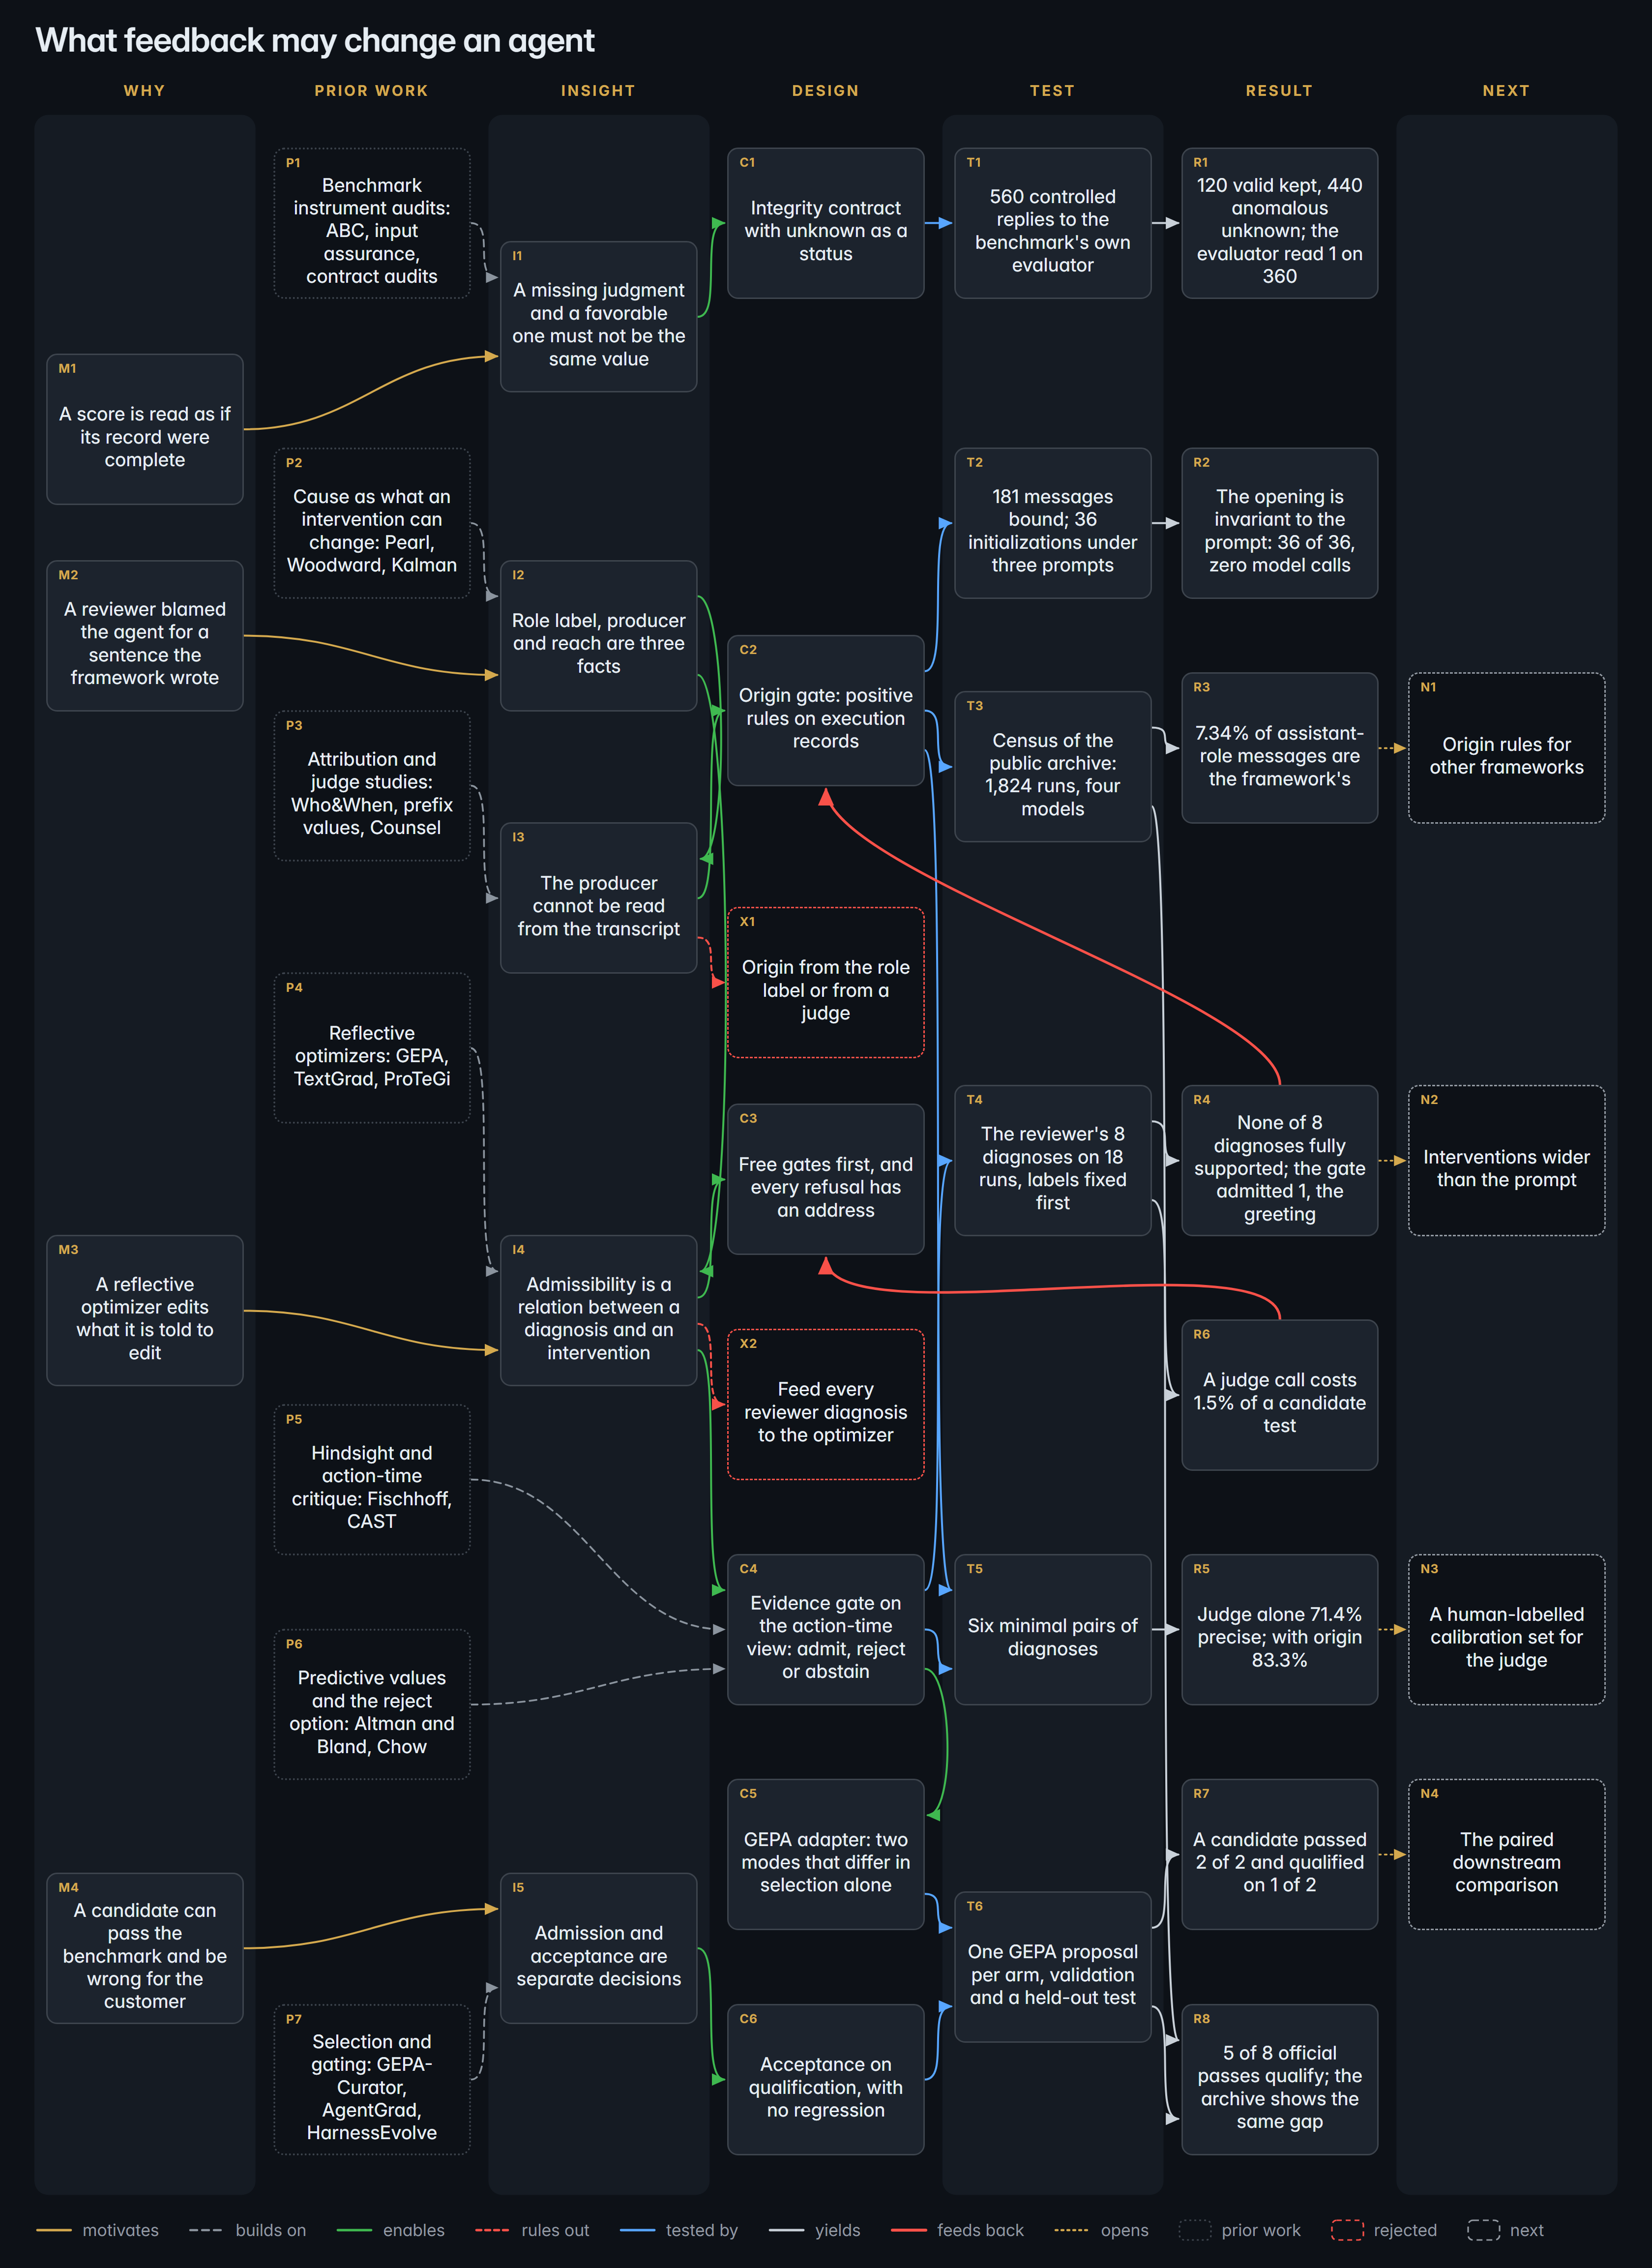 What feedback may change an agent
WHY
PRIOR WORK
INSIGHT
DESIGN
TEST
RESULT
NEXT
M1
A score is read as if
its record were
complete
M2
A reviewer blamed
the agent for a
sentence the
framework wrote
M3
A reflective
optimizer edits
what it is told to
edit
M4
A candidate can
pass the
benchmark and be
wrong for the
customer
P1
Benchmark
instrument audits:
ABC, input
assurance,
contract audits
P2
Cause as what an
intervention can
change: Pearl,
Woodward, Kalman
P3
Attribution and
judge studies:
Who&When, prefix
values, Counsel
P4
Reflective
optimizers: GEPA,
TextGrad, ProTeGi
P5
Hindsight and
action-time
critique: Fischhoff,
CAST
P6
Predictive values
and the reject
option: Altman and
Bland, Chow
P7
Selection and
gating: GEPA-
Curator,
AgentGrad,
HarnessEvolve
I1
A missing judgment
and a favorable
one must not be the
same value
I2
Role label, producer
and reach are three
facts
I3
The producer
cannot be read
from the transcript
I4
Admissibility is a
relation between a
diagnosis and an
intervention
I5
Admission and
acceptance are
separate decisions
C1
Integrity contract
with unknown as a
status
C2
Origin gate: positive
rules on execution
records
X1
Origin from the role
label or from a
judge
C3
Free gates first, and
every refusal has
an address
X2
Feed every
reviewer diagnosis
to the optimizer
C4
Evidence gate on
the action-time
view: admit, reject
or abstain
C5
GEPA adapter: two
modes that differ in
selection alone
C6
Acceptance on
qualification, with
no regression
T1
560 controlled
replies to the
benchmark's own
evaluator
T2
181 messages
bound; 36
initializations under
three prompts
T3
Census of the
public archive:
1,824 runs, four
models
T4
The reviewer's 8
diagnoses on 18
runs, labels fixed
first
T5
Six minimal pairs of
diagnoses
T6
One GEPA proposal
per arm, validation
and a held-out test
R1
120 valid kept, 440
anomalous
unknown; the
evaluator read 1 on
360
R2
The opening is
invariant to the
prompt: 36 of 36,
zero model calls
R3
7.34% of assistant-
role messages are
the framework's
R4
None of 8
diagnoses fully
supported; the gate
admitted 1, the
greeting
R6
A judge call costs
1.5% of a candidate
test
R5
Judge alone 71.4%
precise; with origin
83.3%
R7
A candidate passed
2 of 2 and qualified
on 1 of 2
R8
5 of 8 official
passes qualify; the
archive shows the
same gap
N1
Origin rules for
other frameworks
N2
Interventions wider
than the prompt
N3
A human-labelled
calibration set for
the judge
N4
The paired
downstream
comparison
motivates
builds on
enables
rules out
tested by
yields
feeds back
opens
prior work
rejected
next